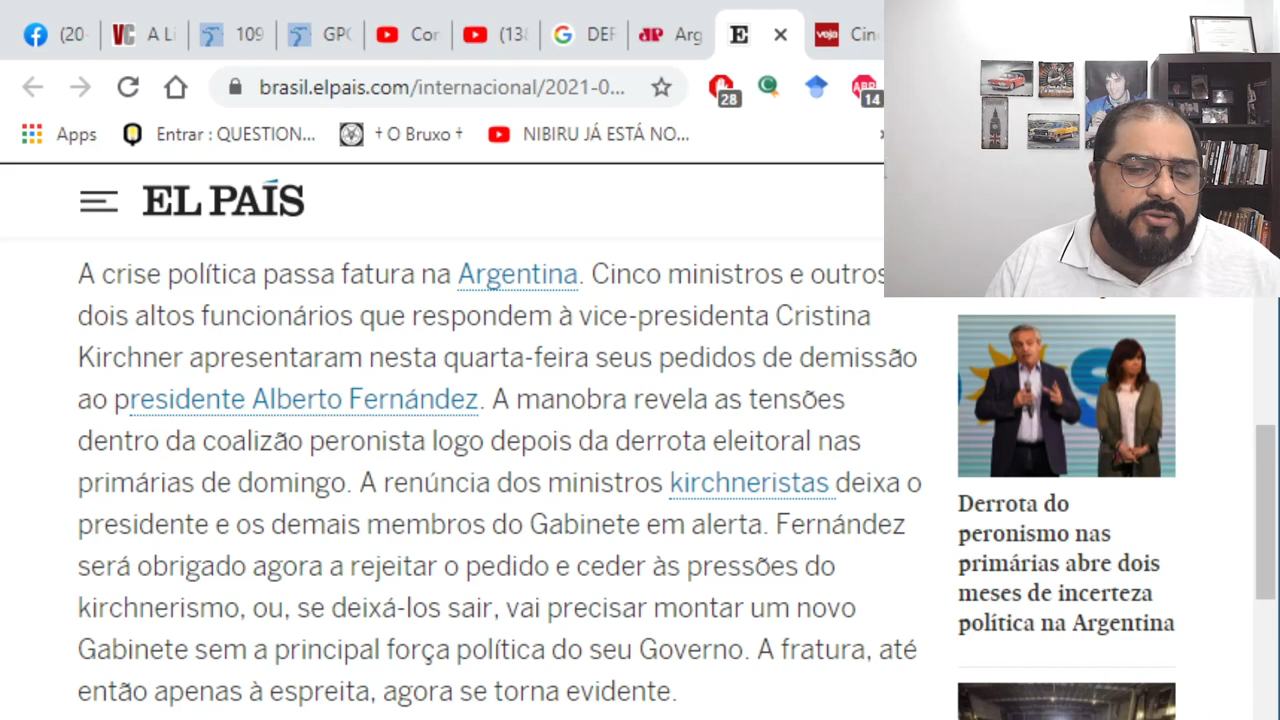 (20
VC
A Li
109
GPC
Cor
(138
DEF
JP
Arg
E
veja
Cin
brasil.elpais.com/internacional/2021-0...
28
ABP
14
Apps
Entrar : QUESTION...
† O Bruxo †
NIBIRU JÁ ESTÁ NO...
EL PAÍS
A crise política passa fatura na Argentina. Cinco ministros e outros
dois altos funcionários que respondem à vice-presidenta Cristina
Kirchner apresentaram nesta quarta-feira seus pedidos de demissão
ao presidente Alberto Fernández. A manobra revela as tensões
dentro da coalizão peronista logo depois da derrota eleitoral nas
primárias de domingo. A renúncia dos ministros kirchneristas deixa o
presidente e os demais membros do Gabinete em alerta. Fernández
será obrigado agora a rejeitar o pedido e ceder às pressões do
kirchnerismo, ou, se deixá-los sair, vai precisar montar um novo
Gabinete sem a principal força política do seu Governo. A fratura, até
então apenas à espreita, agora se torna evidente.
Derrota do
peronismo nas
primárias abre dois
meses de incerteza
política na Argentina